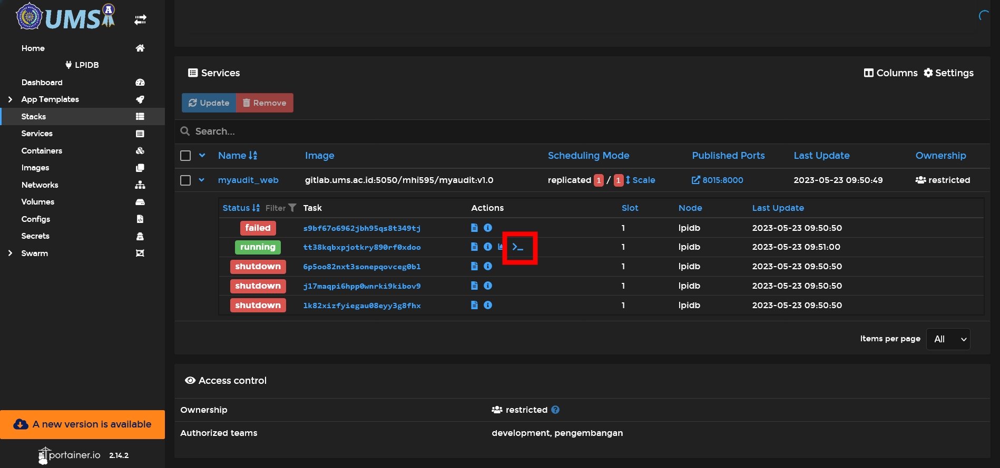 UMS A
Home
LPIDB
Dashboard
App Templates
Stacks
Services
Containers
Images
Networks
Volumes
Configs
Secrets
Swarm
A new version is available
portainer.io 2.14.2
Services
Columns Settings
Update Remove
Search...
Name Image Scheduling Mode Published Ports Last Update Ownership
myaudit_web gitlab.ums.ac.id:5050/mhi595/myaudit:v1.0 replicated 1 / 1 Scale 8015:8000 2023-05-23 09:50:49 restricted
Status Filter Task Actions Slot Node Last Update
failed s9bf67o6962jbh95qs8t349tj 1 lpidb 2023-05-23 09:50:50
running tt38kqbxpjotkry890rf0xdoo 1 lpidb 2023-05-23 09:51:00
shutdown 6p5oo82nxt3sonepqovceg0bl 1 lpidb 2023-05-23 09:50:50
shutdown j17maqpi6hpp0wnrki9kibov9 1 lpidb 2023-05-23 09:50:50
shutdown lk82xizfyiegau08eyy3g8fhx 1 lpidb 2023-05-23 09:50:50
Items per page All
Access control
Ownership restricted
Authorized teams development, pengembangan